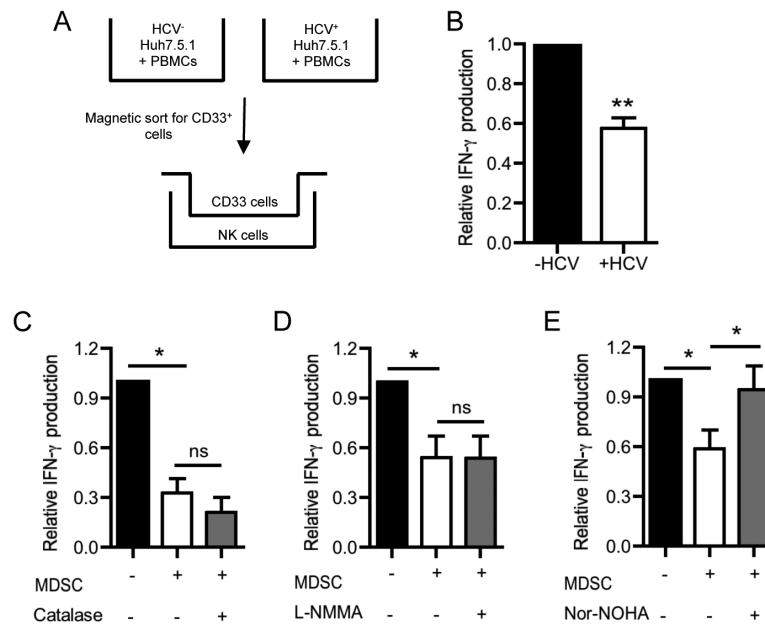 A
HCV-
Huh7.5.1
+ PBMCs
HCV+
Huh7.5.1
+ PBMCs
Magnetic sort for CD33+
cells
CD33 cells
NK cells
B
Relative IFN-γ production
1.0
0.8
0.6
0.4
0.2
0.0
**
-HCV +HCV
C
Relative IFN-γ production
1.2
0.9
0.6
0.3
0.0
*
ns
MDSC - + +
Catalase - - +
D
Relative IFN-γ production
1.2
0.9
0.6
0.3
0.0
*
ns
MDSC - + +
L-NMMA - - +
E
Relative IFN-γ production
1.2
0.9
0.6
0.3
0.0
*
*
MDSC - + +
Nor-NOHA - - +